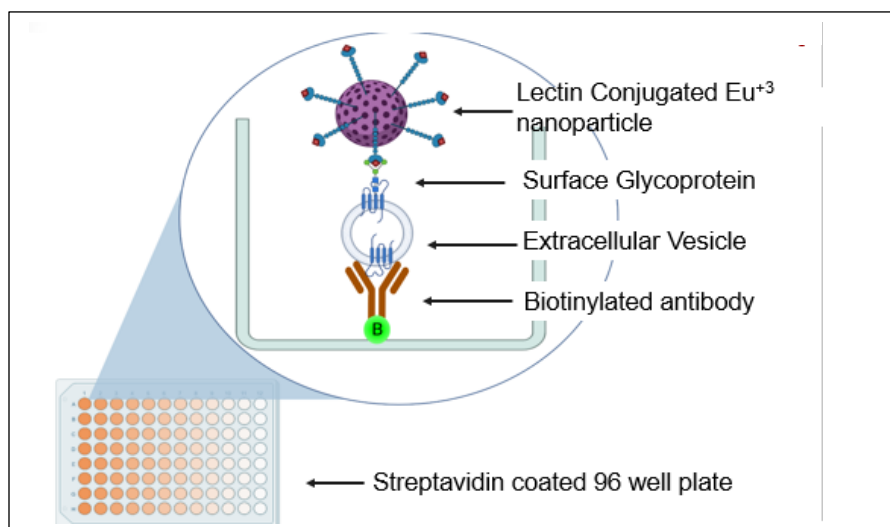 Lectin Conjugated Eu+3
nanoparticle
Surface Glycoprotein
Extracellular Vesicle
Biotinylated antibody
B
Streptavidin coated 96 well plate